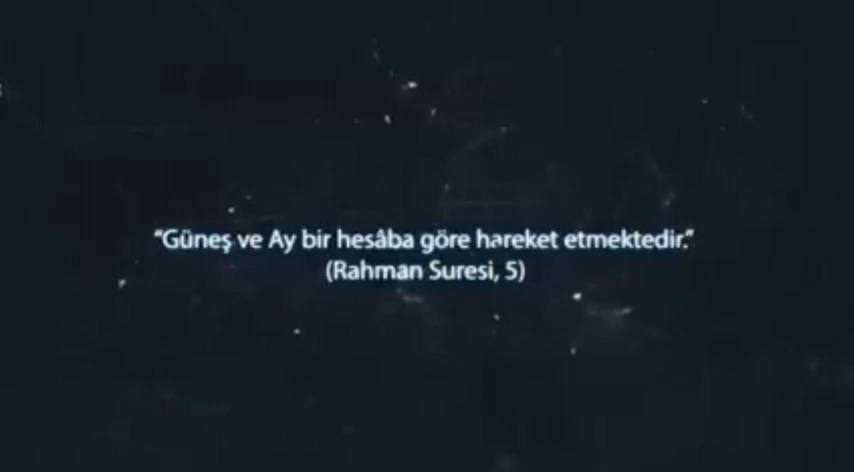 “Güneş ve Ay bir hesâba göre hareket etmektedir.”
(Rahman Suresi, 5)